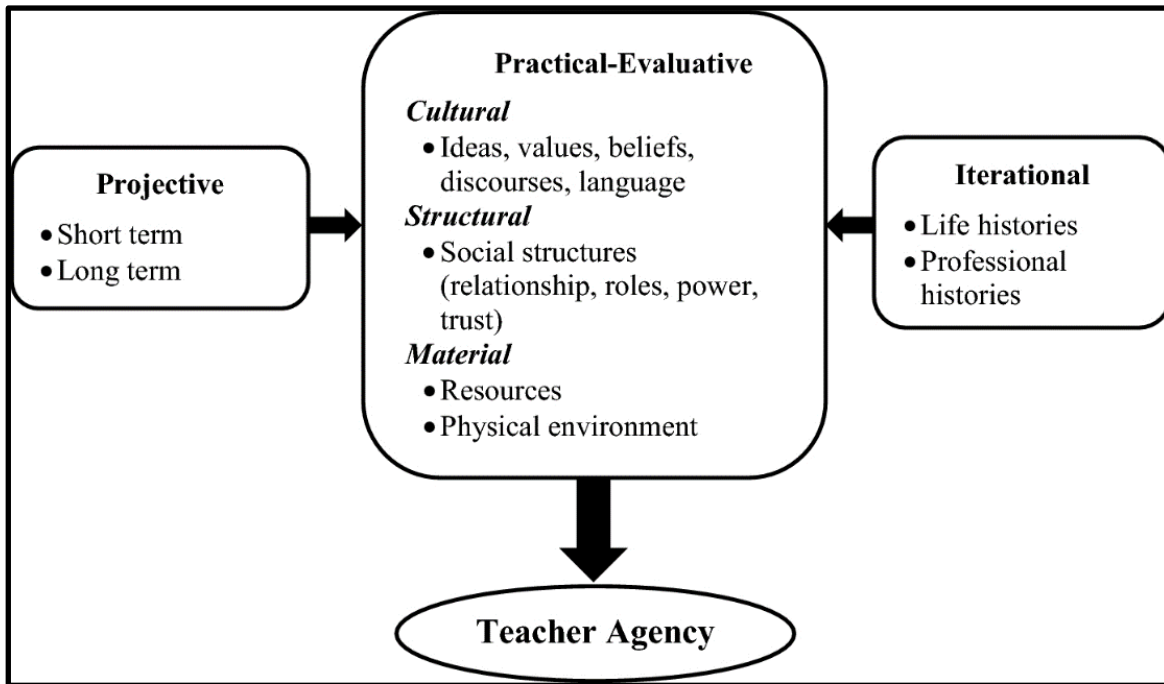 Projective
• Short term
• Long term
Practical-Evaluative
Cultural
• Ideas, values, beliefs,
discourses, language
Structural
• Social structures
(relationship, roles, power,
trust)
Material
• Resources
• Physical environment
Iterational
• Life histories
• Professional
histories
Teacher Agency